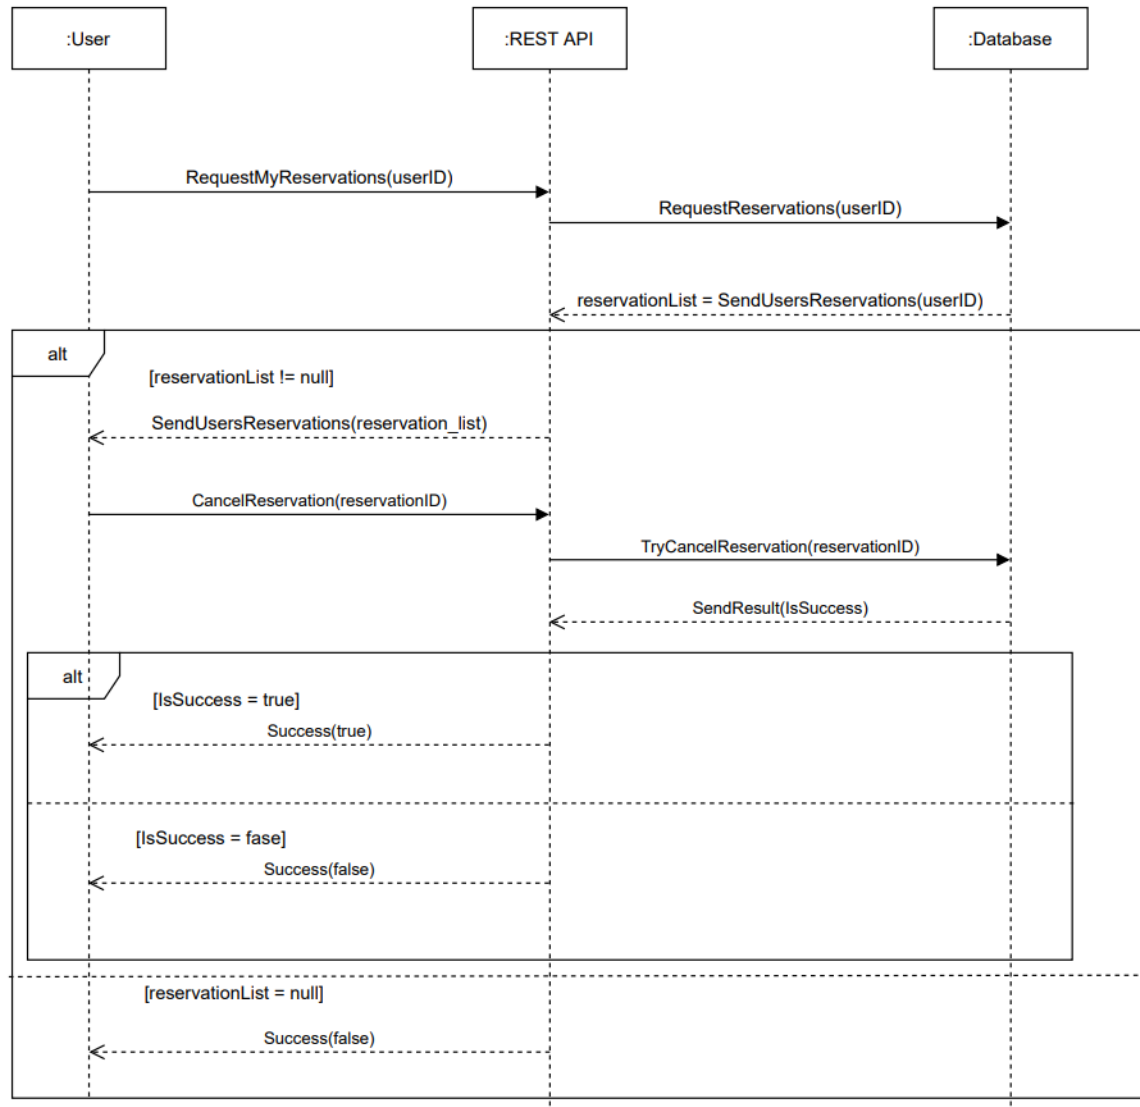 :User
:REST API
:Database
RequestMyReservations(userID)
RequestReservations(userID)
reservationList = SendUsersReservations(userID)
alt
[reservationList != null]
SendUsersReservations(reservation_list)
CancelReservation(reservationID)
TryCancelReservation(reservationID)
SendResult(IsSuccess)
alt
[IsSuccess = true]
Success(true)
[IsSuccess = fase]
Success(false)
[reservationList = null]
Success(false)